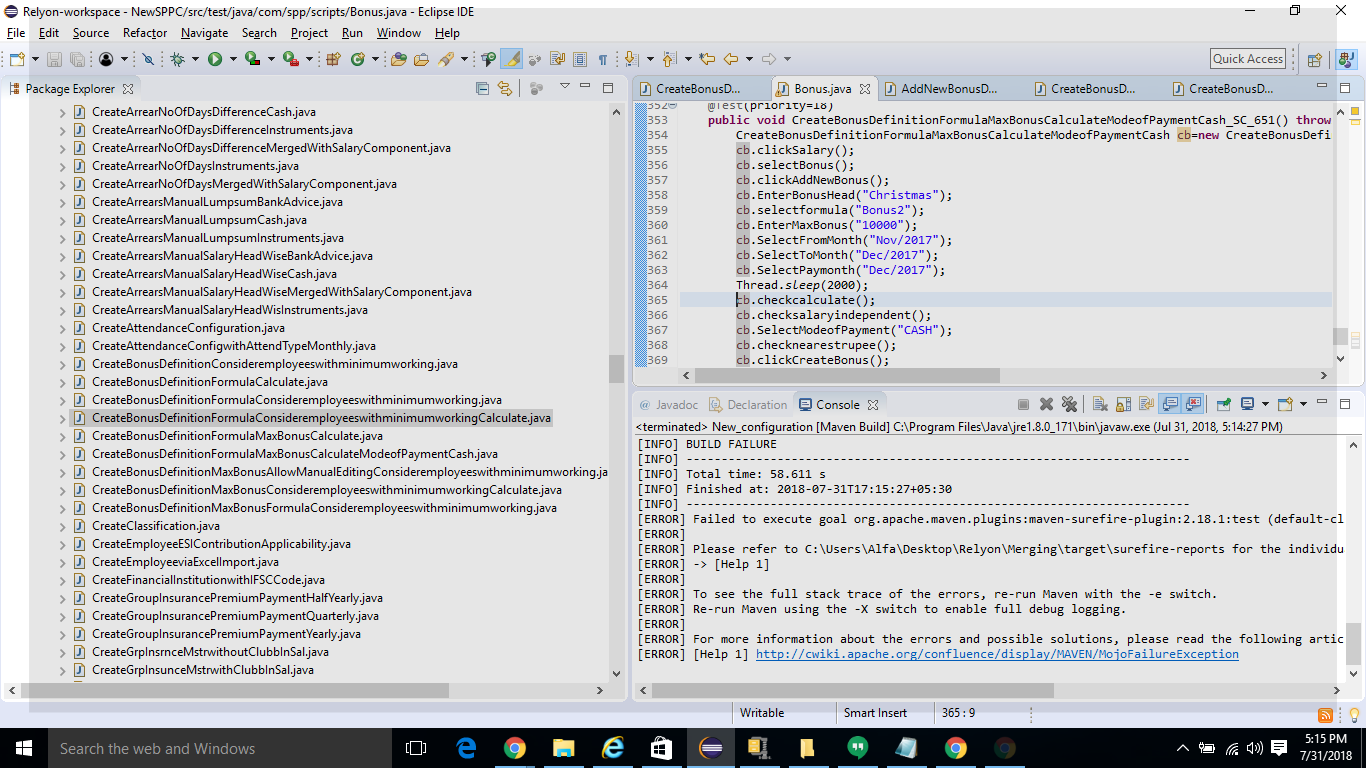 Relyon-workspace - NewSPPC/src/test/java/com/spp/scripts/Bonus.java - Eclipse IDE
File Edit Source Refactor Navigate Search Project Run Window Help
Quick Access
Package Explorer
CreateArrearNoOfDaysDifferenceCash.java
CreateArrearNoOfDaysDifferenceInstruments.java
CreateArrearNoOfDaysDifferenceMergedWithSalaryComponent.java
CreateArrearNoOfDaysInstruments.java
CreateArrearNoOfDaysMergedWithSalaryComponent.java
CreateArrearsManualLumpsumBankAdvice.java
CreateArrearsManualLumpsumCash.java
CreateArrearsManualLumpsumInstruments.java
CreateArrearsManualSalaryHeadWiseBankAdvice.java
CreateArrearsManualSalaryHeadWiseCash.java
CreateArrearsManualSalaryHeadWiseMergedWithSalaryComponent.java
CreateArrearsManualSalaryHeadWisInstruments.java
CreateAttendanceConfiguration.java
CreateAttendanceConfigwithAttendTypeMonthly.java
CreateBonusDefinitionConsideremployeeswithminimumworking.java
CreateBonusDefinitionFormulaCalculate.java
CreateBonusDefinitionFormulaConsideremployeeswithminimumworking.java
CreateBonusDefinitionFormulaConsideremployeeswithminimumworkingCalculate.java
CreateBonusDefinitionFormulaMaxBonusCalculate.java
CreateBonusDefinitionFormulaMaxBonusCalculateModeofPaymentCash.java
CreateBonusDefinitionMaxBonusAllowManualEditingConsideremployeeswithminimumworking.ja
CreateBonusDefinitionMaxBonusConsideremployeeswithminimumworkingCalculate.java
CreateBonusDefinitionMaxBonusFormulaConsideremployeeswithminimumworking.java
CreateClassification.java
CreateEmployeeESIContributionApplicability.java
CreateEmployeeviaExcelImport.java
CreateFinancialInstitutionwithIFSCCode.java
CreateGroupInsurancePremiumPaymentHalfYearly.java
CreateGroupInsurancePremiumPaymentQuarterly.java
CreateGroupInsurancePremiumPaymentYearly.java
CreateGrpInsrnceMstrwithoutClubbInSal.java
CreateGrpInsunceMstrwithClubbInSal.java
CreateBonusD... Bonus.java AddNewBonusD... CreateBonusD... CreateBonusD...
352 @Test(priority=18)
353 public void CreateBonusDefinitionFormulaMaxBonusCalculateModeofPaymentCash_SC_651() throw
354 CreateBonusDefinitionFormulaMaxBonusCalculateModeofPaymentCash cb=new CreateBonusDefi
355 cb.clickSalary();
356 cb.selectBonus();
357 cb.clickAddNewBonus();
358 cb.EnterBonusHead("Christmas");
359 cb.selectformula("Bonus2");
360 cb.EnterMaxBonus("10000");
361 cb.SelectFromMonth("Nov/2017");
362 cb.SelectToMonth("Dec/2017");
363 cb.SelectPaymonth("Dec/2017");
364 Thread.sleep(2000);
365 cb.checkcalculate();
366 cb.checksalaryindependent();
367 cb.SelectModeofPayment("CASH");
368 cb.checknearestrupee();
369 cb.clickCreateBonus();
@ Javadoc Declaration Console
<terminated> New_configuration [Maven Build] C:\Program Files\Java\jre1.8.0_171\bin\javaw.exe (Jul 31, 2018, 5:14:27 PM)
[INFO] BUILD FAILURE
[INFO] ------------------------------------------------------------------------
[INFO] Total time: 58.611 s
[INFO] Finished at: 2018-07-31T17:15:27+05:30
[INFO] ------------------------------------------------------------------------
[ERROR] Failed to execute goal org.apache.maven.plugins:maven-surefire-plugin:2.18.1:test (default-cl
[ERROR]
[ERROR] Please refer to C:\Users\Alfa\Desktop\Relyon\Merging\target\surefire-reports for the individu
[ERROR] -> [Help 1]
[ERROR]
[ERROR] To see the full stack trace of the errors, re-run Maven with the -e switch.
[ERROR] Re-run Maven using the -X switch to enable full debug logging.
[ERROR]
[ERROR] For more information about the errors and possible solutions, please read the following artic
[ERROR] [Help 1] http://cwiki.apache.org/confluence/display/MAVEN/MojoFailureException
Writable Smart Insert 365 : 9
Search the web and Windows
5:15 PM
7/31/2018